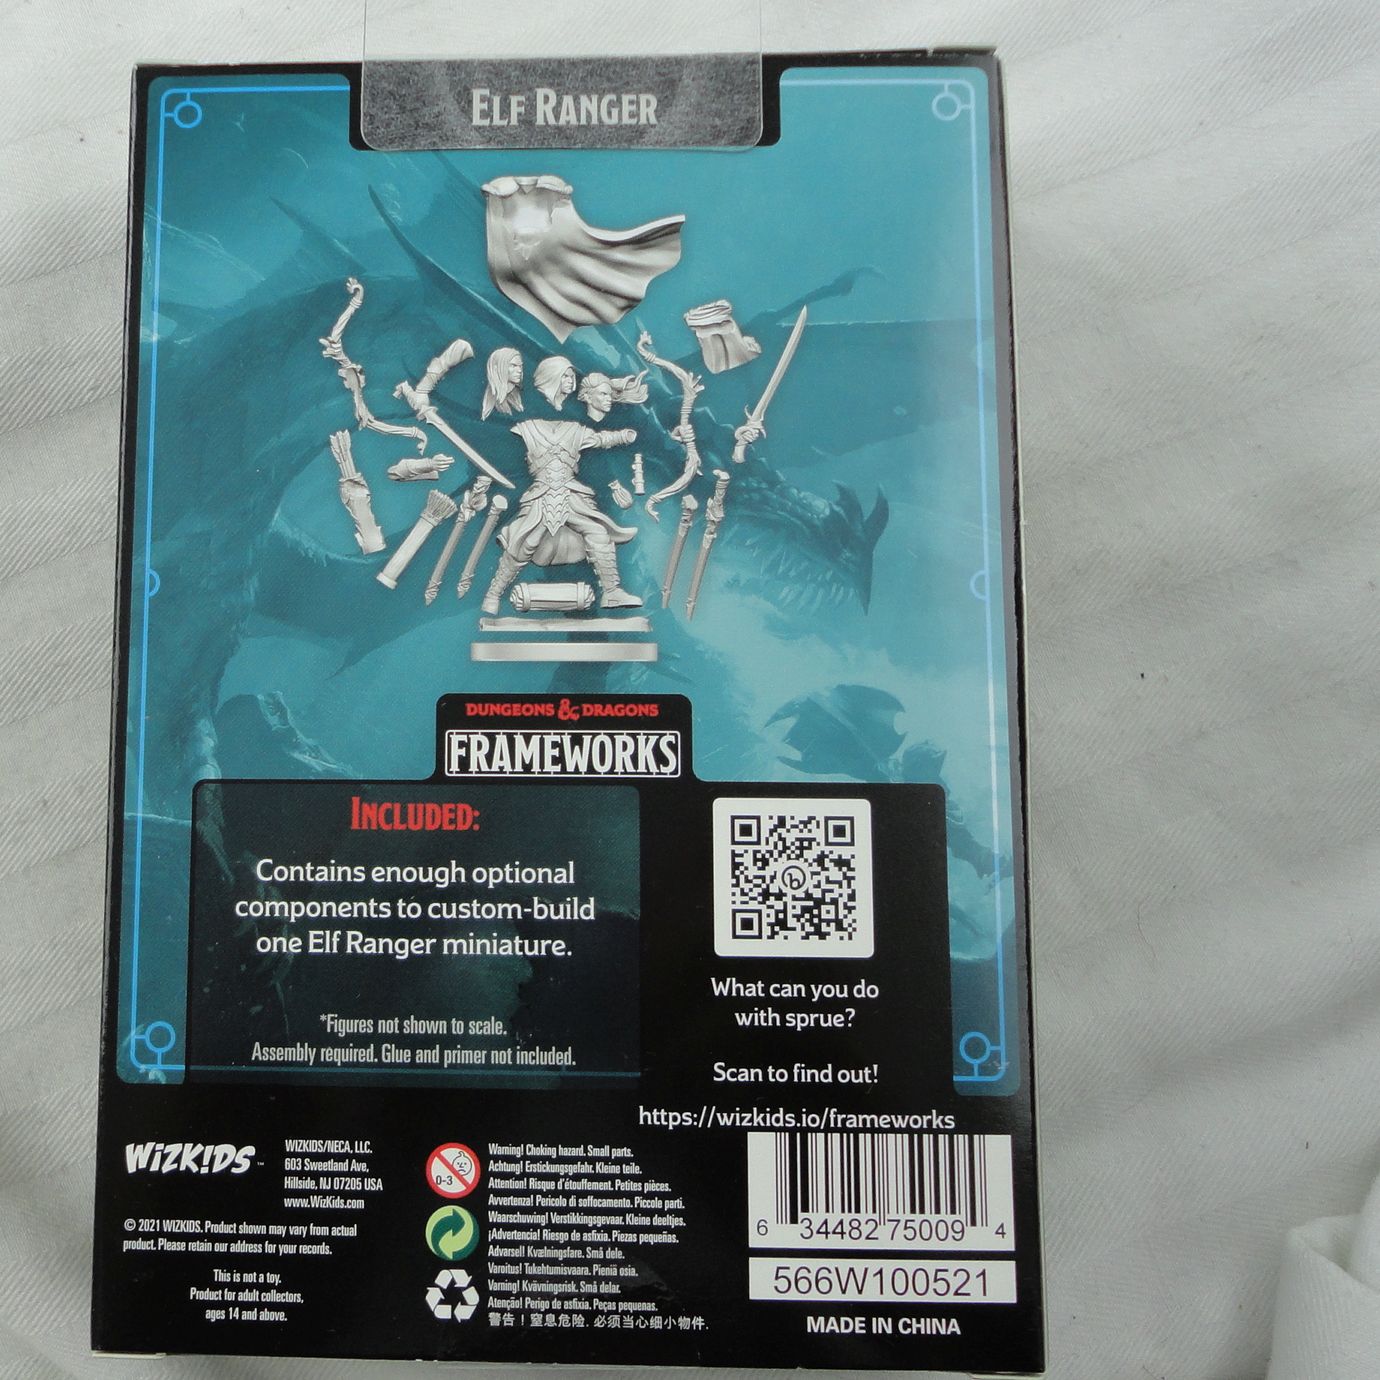 ELF RANGER
DUNGEONS & DRAGONS
FRAMEWORKS
INCLUDED:
Contains enough optional
components to custom-build
one Elf Ranger miniature.
*Figures not shown to scale.
Assembly required. Glue and primer not included.
What can you do
with sprue?
Scan to find out!
https://wizkids.io/frameworks
WIZKIDS™
WIZKIDS/NECA, LLC.
603 Sweetland Ave,
Hillside, NJ 07205 USA
www.WizKids.com
© 2021 WIZKIDS. Product shown may vary from actual
product. Please retain our address for your records.
This is not a toy.
Product for adult collectors,
ages 14 and above.
0-3
Warning! Choking hazard. Small parts.
Achtung! Erstickungsgefahr. Kleine teile.
Attention! Risque d'étouffement. Petites pièces.
Avvertenza! Pericolo di soffocamento. Piccole parti.
Waarschuwing! Verstikkingsgevaar. Kleine deeltjes.
¡Advertencia! Riesgo de asfixia. Piezas pequeñas.
Advarsel! Kvælningsfare. Små dele.
Varoitus! Tukehtumisvaara. Pieniä osia.
Varning! Kvävningsrisk. Små delar.
Atenção! Perigo de asfixia. Peças pequenas.
警告！窒息危险. 必须当心细小物件.
6 34482 75009 4
566W100521
MADE IN CHINA